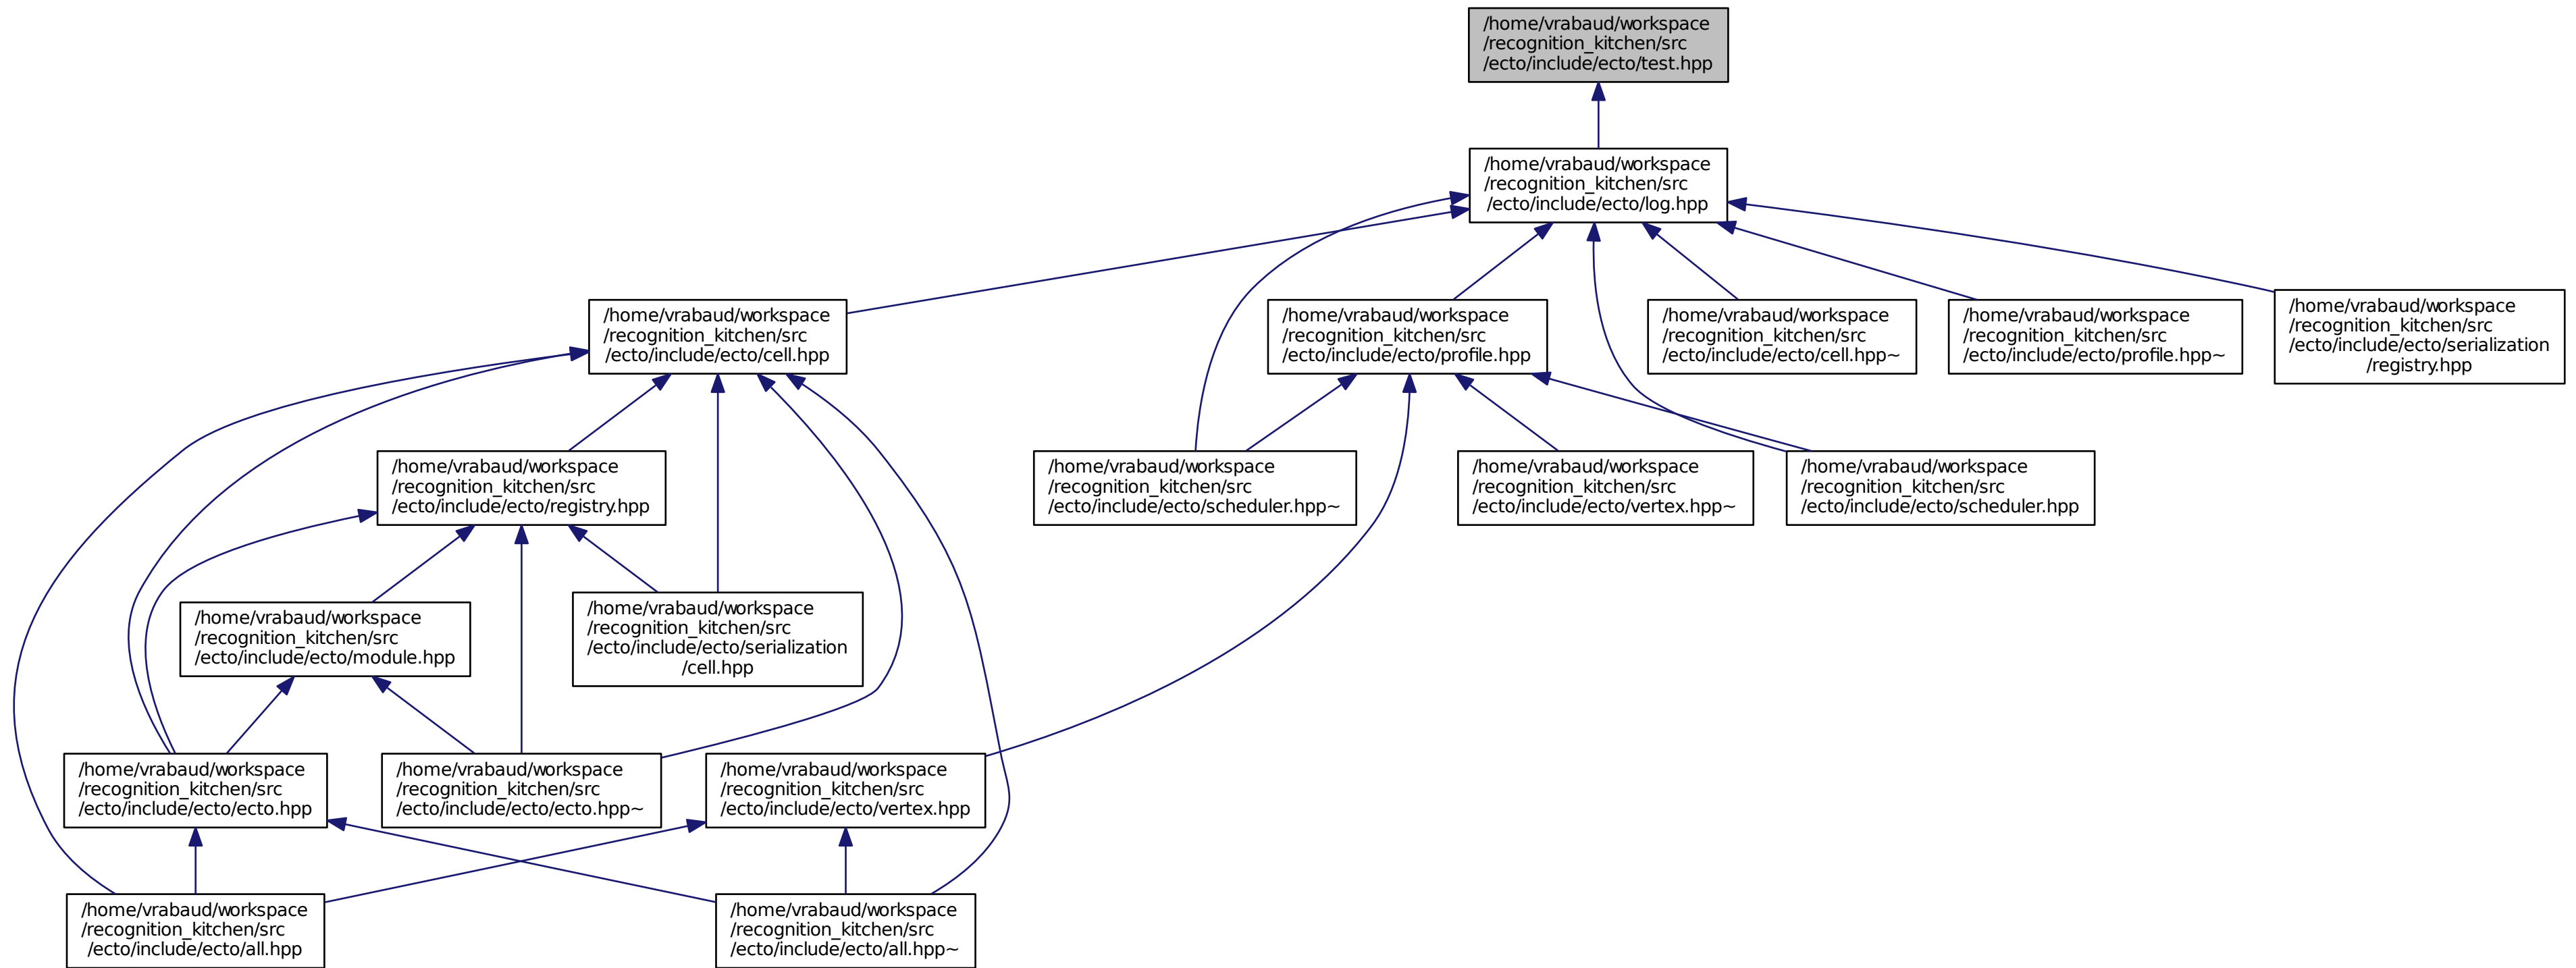 /home/vrabaud/workspace
/recognition_kitchen/src
/ecto/include/ecto/test.hpp
/home/vrabaud/workspace
/recognition_kitchen/src
/ecto/include/ecto/log.hpp
/home/vrabaud/workspace
/recognition_kitchen/src
/ecto/include/ecto/cell.hpp
/home/vrabaud/workspace
/recognition_kitchen/src
/ecto/include/ecto/profile.hpp
/home/vrabaud/workspace
/recognition_kitchen/src
/ecto/include/ecto/cell.hpp~
/home/vrabaud/workspace
/recognition_kitchen/src
/ecto/include/ecto/profile.hpp~
/home/vrabaud/workspace
/recognition_kitchen/src
/ecto/include/ecto/serialization
/registry.hpp
/home/vrabaud/workspace
/recognition_kitchen/src
/ecto/include/ecto/registry.hpp
/home/vrabaud/workspace
/recognition_kitchen/src
/ecto/include/ecto/scheduler.hpp~
/home/vrabaud/workspace
/recognition_kitchen/src
/ecto/include/ecto/vertex.hpp~
/home/vrabaud/workspace
/recognition_kitchen/src
/ecto/include/ecto/scheduler.hpp
/home/vrabaud/workspace
/recognition_kitchen/src
/ecto/include/ecto/module.hpp
/home/vrabaud/workspace
/recognition_kitchen/src
/ecto/include/ecto/serialization
/cell.hpp
/home/vrabaud/workspace
/recognition_kitchen/src
/ecto/include/ecto/ecto.hpp
/home/vrabaud/workspace
/recognition_kitchen/src
/ecto/include/ecto/ecto.hpp~
/home/vrabaud/workspace
/recognition_kitchen/src
/ecto/include/ecto/vertex.hpp
/home/vrabaud/workspace
/recognition_kitchen/src
/ecto/include/ecto/all.hpp
/home/vrabaud/workspace
/recognition_kitchen/src
/ecto/include/ecto/all.hpp~